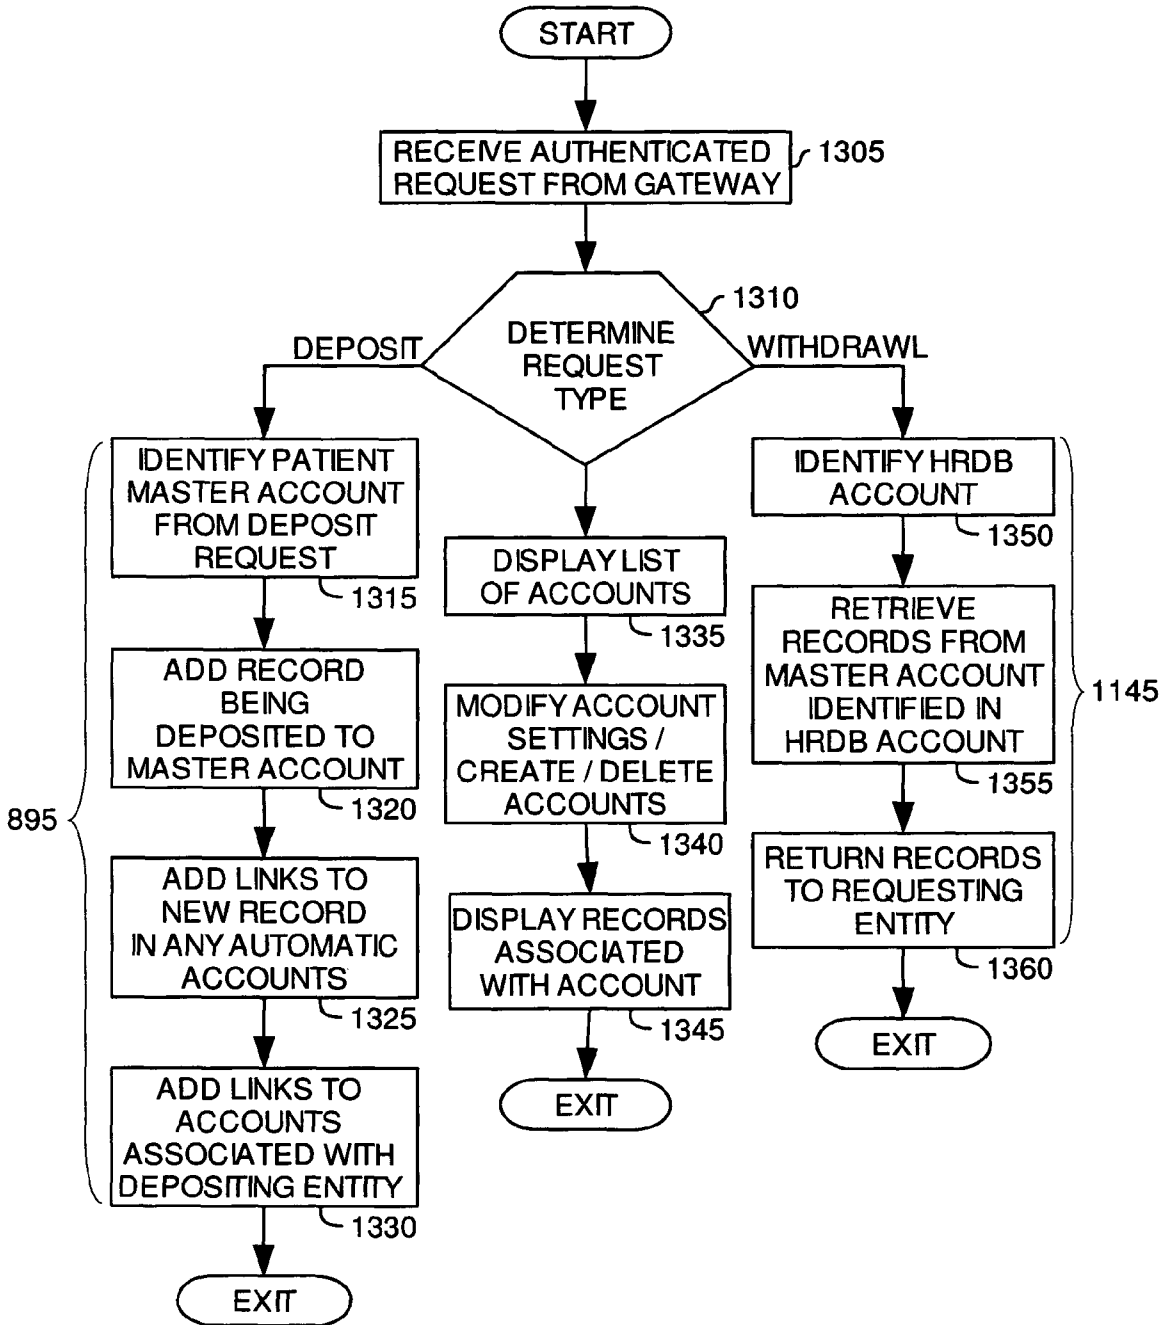 START
RECEIVE AUTHENTICATED
REQUEST FROM GATEWAY
1305
DETERMINE
REQUEST
TYPE
1310
DEPOSIT
WITHDRAWL
895
IDENTIFY PATIENT
MASTER ACCOUNT
FROM DEPOSIT
REQUEST
1315
ADD RECORD
BEING
DEPOSITED TO
MASTER ACCOUNT
1320
ADD LINKS TO
NEW RECORD
IN ANY AUTOMATIC
ACCOUNTS
1325
ADD LINKS TO
ACCOUNTS
ASSOCIATED WITH
DEPOSITING ENTITY
1330
EXIT
DISPLAY LIST
OF ACCOUNTS
1335
MODIFY ACCOUNT
SETTINGS /
CREATE / DELETE
ACCOUNTS
1340
DISPLAY RECORDS
ASSOCIATED
WITH ACCOUNT
1345
EXIT
IDENTIFY HRDB
ACCOUNT
1350
RETRIEVE
RECORDS FROM
MASTER ACCOUNT
IDENTIFIED IN
HRDB ACCOUNT
1355
RETURN RECORDS
TO REQUESTING
ENTITY
1360
EXIT
1145